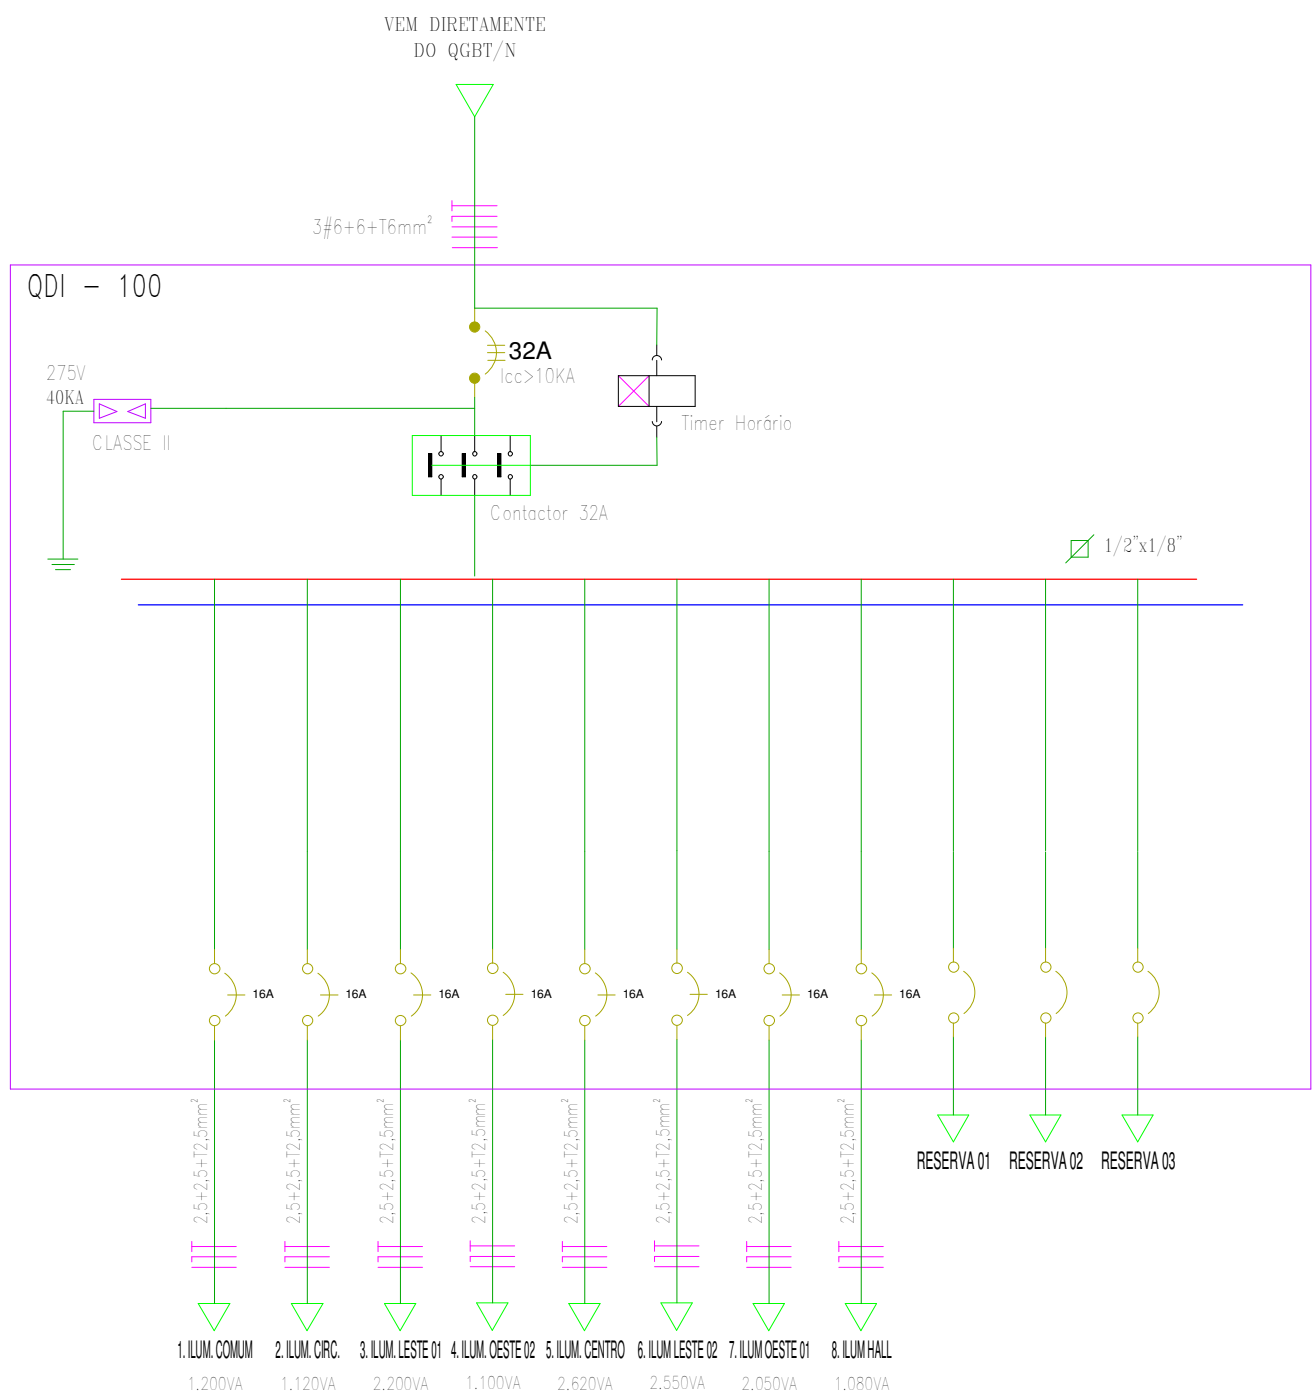 VEM DIRETAMENTE
DO QGBT/N
3#6+6+T6mm²
QDI - 100
32A
Icc>10KA
275V
40KA
CLASSE II
Timer Horário
Contactor 32A
1/2"x1/8"
16A
16A
16A
16A
16A
16A
16A
16A
2,5+2,5+T2,5mm²
2,5+2,5+T2,5mm²
2,5+2,5+T2,5mm²
2,5+2,5+T2,5mm²
2,5+2,5+T2,5mm²
2,5+2,5+T2,5mm²
2,5+2,5+T2,5mm²
2,5+2,5+T2,5mm²
RESERVA 01
RESERVA 02
RESERVA 03
1. ILUM. COMUM
1.200VA
2. ILUM. CIRC.
1.120VA
3. ILUM. LESTE 01
2.200VA
4. ILUM. OESTE 02
1.100VA
5. ILUM. CENTRO
2.620VA
6. ILUM LESTE 02
2.550VA
7. ILUM OESTE 01
2.050VA
8. ILUM HALL
1.080VA